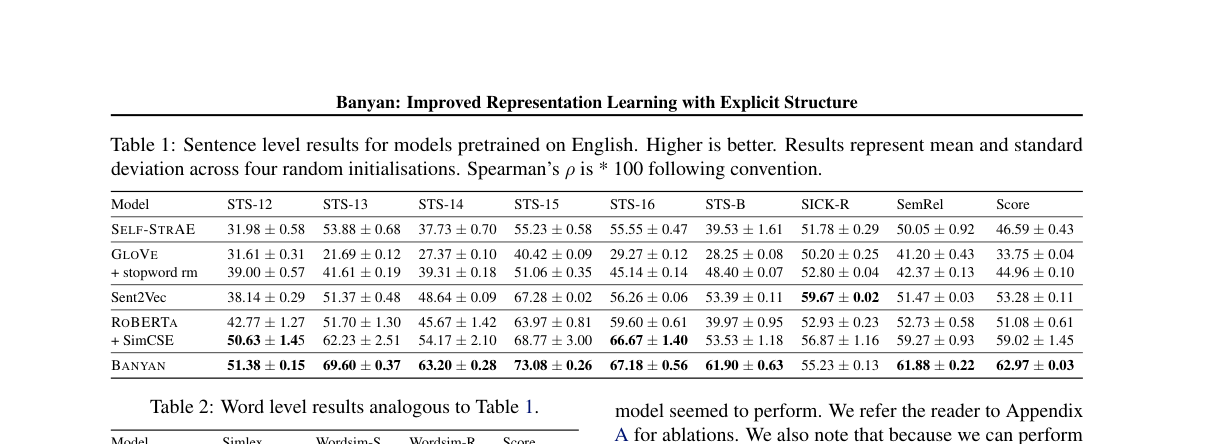 Banyan: Improved Representation Learning with Explicit Structure
Table 1: Sentence level results for models pretrained on English. Higher is better. Results represent mean and standard
deviation across four random initialisations. Spearman's ρ is * 100 following convention.
Model STS-12 STS-13 STS-14 STS-15 STS-16 STS-B SICK-R SemRel Score
SELF-STRAE 31.98 ± 0.58 53.88 ± 0.68 37.73 ± 0.70 55.23 ± 0.58 55.55 ± 0.47 39.53 ± 1.61 51.78 ± 0.29 50.05 ± 0.92 46.59 ± 0.43
GLOVE 31.61 ± 0.31 21.69 ± 0.12 27.37 ± 0.10 40.42 ± 0.09 29.27 ± 0.12 28.25 ± 0.08 50.20 ± 0.25 41.20 ± 0.43 33.75 ± 0.04
+ stopword rm 39.00 ± 0.57 41.61 ± 0.19 39.31 ± 0.18 51.06 ± 0.35 45.14 ± 0.14 48.40 ± 0.07 52.80 ± 0.04 42.37 ± 0.13 44.96 ± 0.10
Sent2Vec 38.14 ± 0.29 51.37 ± 0.48 48.64 ± 0.09 67.28 ± 0.02 56.26 ± 0.06 53.39 ± 0.11 59.67 ± 0.02 51.47 ± 0.03 53.28 ± 0.11
ROBERTA 42.77 ± 1.27 51.70 ± 1.30 45.67 ± 1.42 63.97 ± 0.81 59.60 ± 0.61 39.97 ± 0.95 52.93 ± 0.23 52.73 ± 0.58 51.08 ± 0.61
+ SimCSE 50.63 ± 1.45 62.23 ± 2.51 54.17 ± 2.10 68.77 ± 3.00 66.67 ± 1.40 53.53 ± 1.18 56.87 ± 1.16 59.27 ± 0.93 59.02 ± 1.45
BANYAN 51.38 ± 0.15 69.60 ± 0.37 63.20 ± 0.28 73.08 ± 0.26 67.18 ± 0.56 61.90 ± 0.63 55.23 ± 0.13 61.88 ± 0.22 62.97 ± 0.03
Table 2: Word level results analogous to Table 1.
Model Simlex Wordsim-S Wordsim-R Score
model seemed to perform. We refer the reader to Appendix
A for ablations. We also note that because we can perform